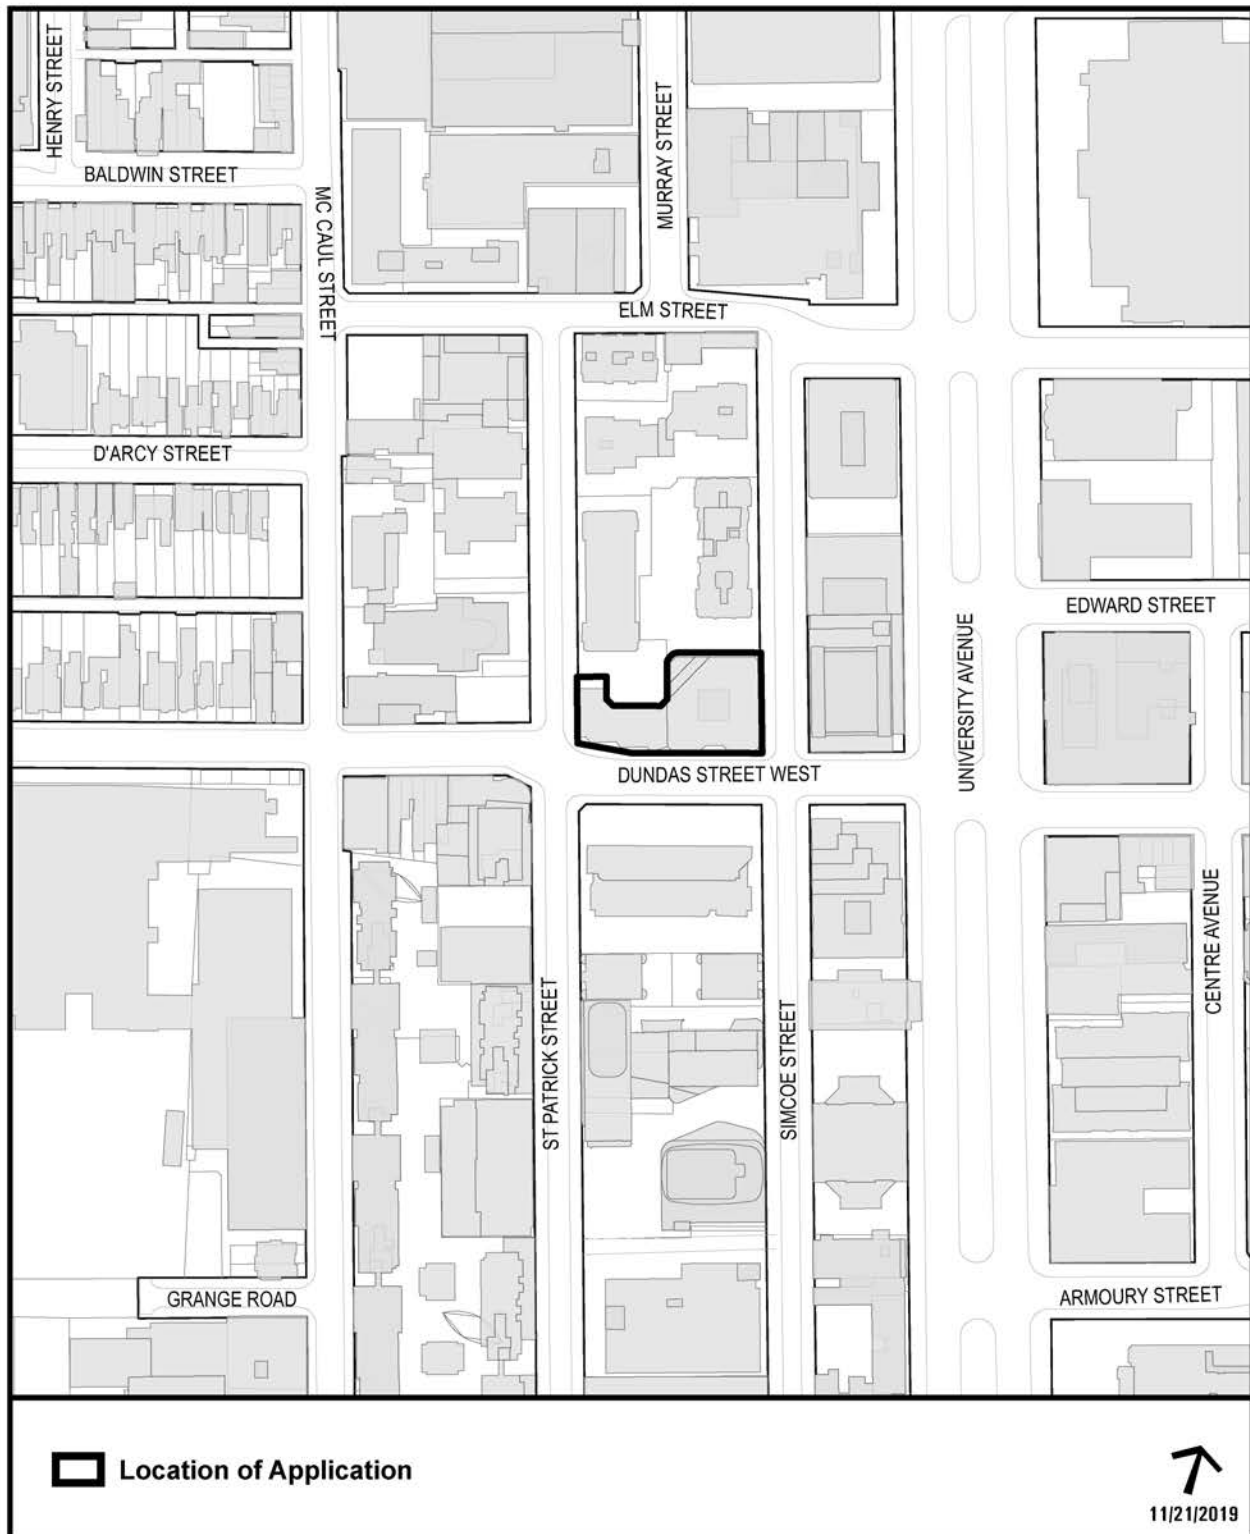 HENRY STREET
BALDWIN STREET
MC CAUL STREET
MURRAY STREET
ELM STREET
D'ARCY STREET
EDWARD STREET
UNIVERSITY AVENUE
DUNDAS STREET WEST
CENTRE AVENUE
ST PATRICK STREET
SIMCOE STREET
GRANGE ROAD
ARMOURY STREET
Location of Application
11/21/2019